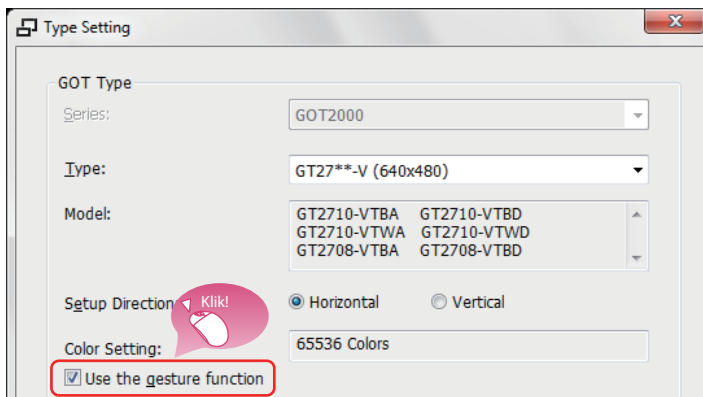 Type Setting
GOT Type
Series:
GOT2000
Type:
GT27**-V (640x480)
Model:
GT2710-VTBA GT2710-VTBD
GT2710-VTWA GT2710-VTWD
GT2708-VTBA GT2708-VTBD
Setup Direction
Klik!
Horizontal
Vertical
Color Setting:
65536 Colors
Use the gesture function